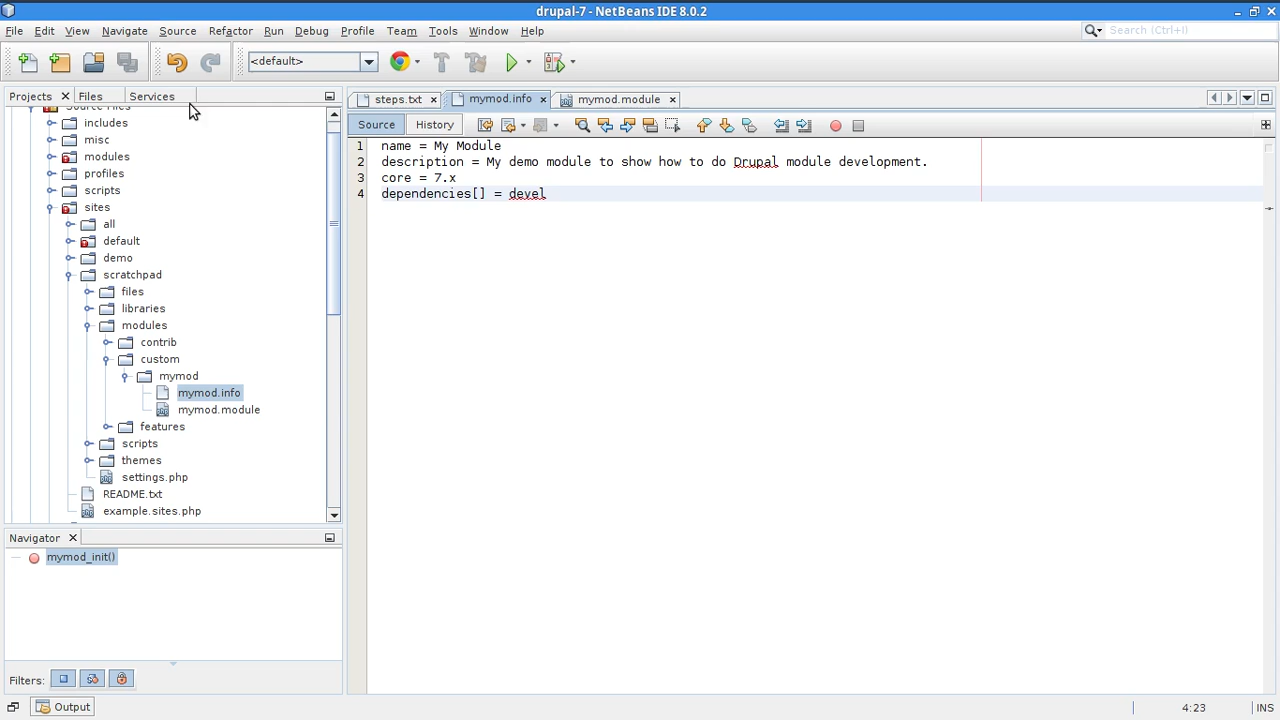 drupal-7 - NetBeans IDE 8.0.2
File Edit View Navigate Source Refactor Run Debug Profile Team Tools Window Help
Search (Ctrl+I)
<default>
Projects Files Services
steps.txt mymod.info mymod.module
Source History
Source Files
includes
misc
modules
profiles
scripts
sites
all
default
demo
scratchpad
files
libraries
modules
contrib
custom
mymod
mymod.info
mymod.module
features
scripts
themes
settings.php
README.txt
example.sites.php
1 name = My Module
2 description = My demo module to show how to do Drupal module development.
3 core = 7.x
4 dependencies[] = devel
Navigator
mymod_init()
Filters:
Output
4:23 INS